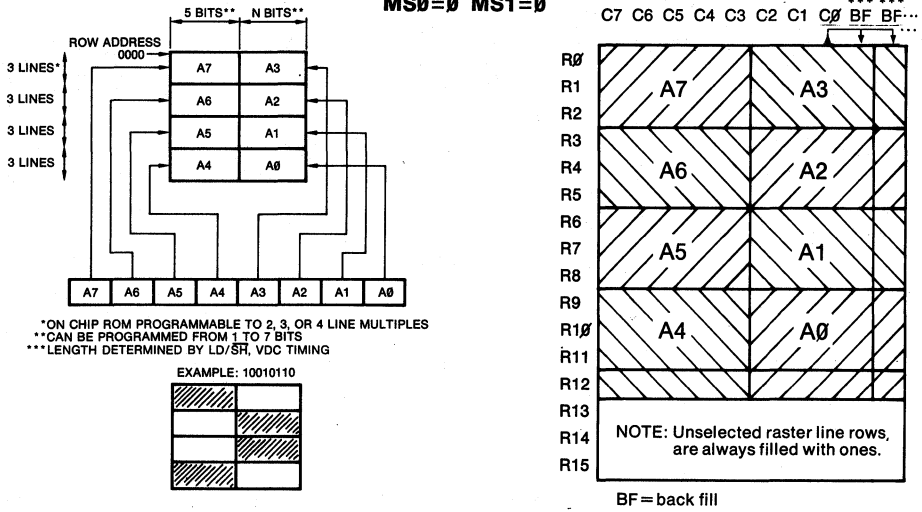 MSØ=Ø MS1=Ø
5 BITS** N BITS**
ROW ADDRESS
0000
3 LINES*
3 LINES
3 LINES
3 LINES
A7 A3
A6 A2
A5 A1
A4 AØ
A7 A6 A5 A4 A3 A2 A1 AØ
*ON CHIP ROM PROGRAMMABLE TO 2, 3, OR 4 LINE MULTIPLES
**CAN BE PROGRAMMED FROM 1 TO 7 BITS
***LENGTH DETERMINED BY LD/SH, VDC TIMING
EXAMPLE: 10010110
*** ***
C7 C6 C5 C4 C3 C2 C1 CØ BF BF...
RØ
R1
R2
R3
R4
R5
R6
R7
R8
R9
R1Ø
R11
R12
R13
R14
R15
A7 A3
A6 A2
A5 A1
A4 AØ
NOTE: Unselected raster line rows,
are always filled with ones.
BF=back fill